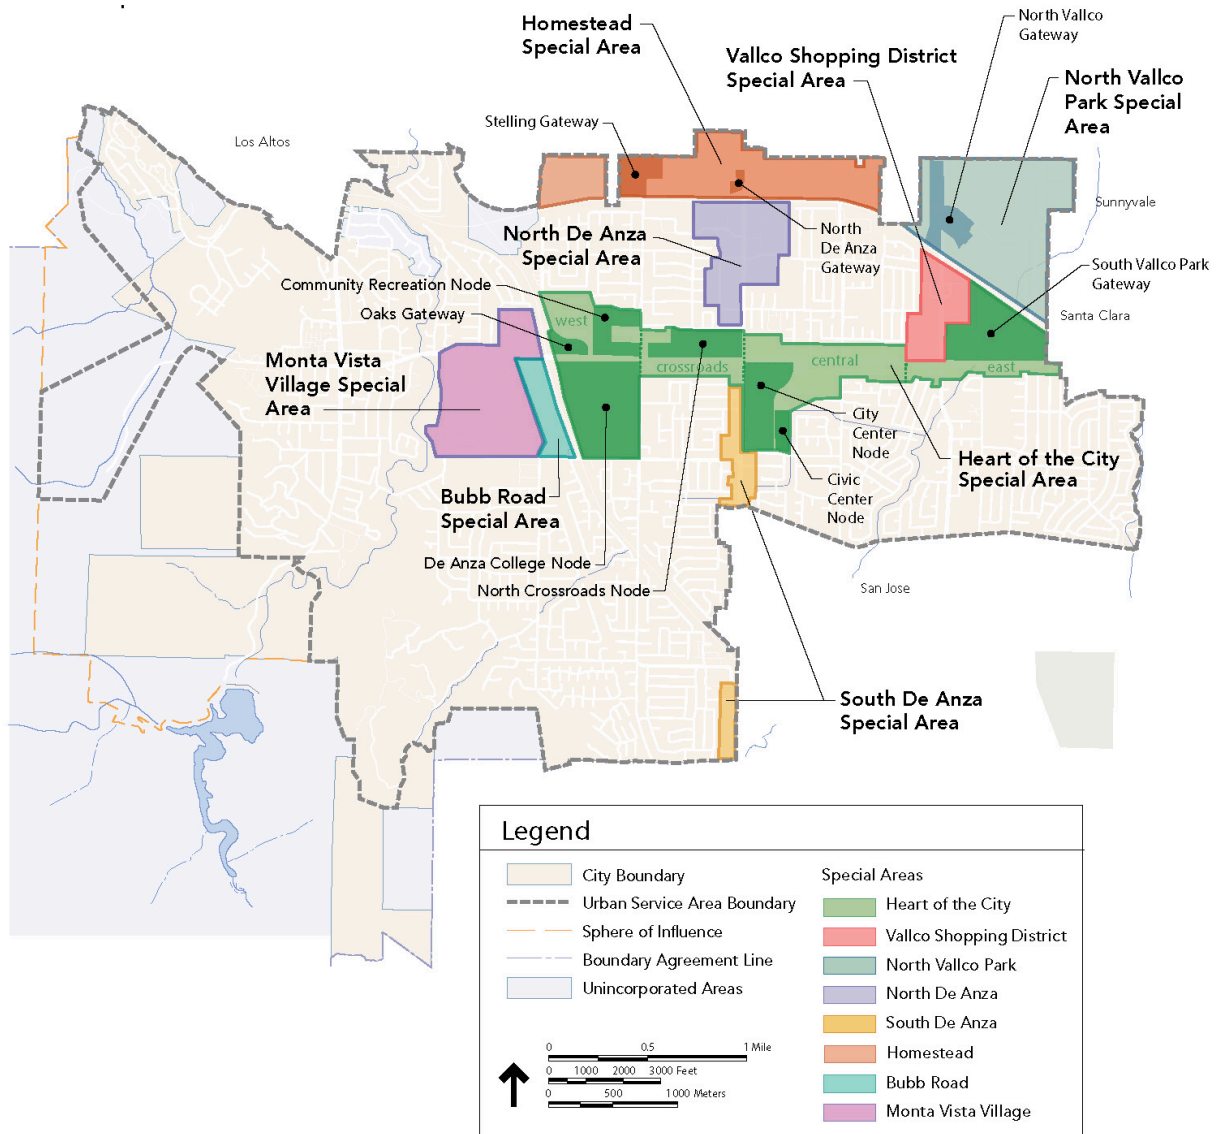 Homestead
Special Area
North Vallco
Gateway
Vallco Shopping District
Special Area
North Vallco
Park Special
Area
Stelling Gateway
Los Altos
Sunnyvale
North De Anza
Special Area
North
De Anza
Gateway
South Vallco Park
Gateway
Community Recreation Node
Oaks Gateway
Santa Clara
west
Monta Vista
Village Special
Area
crossroads
central
east
City
Center
Node
Heart of the City
Special Area
Civic
Center
Node
Bubb Road
Special Area
De Anza College Node
North Crossroads Node
San Jose
South De Anza
Special Area
Legend
City Boundary
Urban Service Area Boundary
Sphere of Influence
Boundary Agreement Line
Unincorporated Areas
0 0.5 1 Mile
0 1000 2000 3000 Feet
0 500 1000 Meters
Special Areas
Heart of the City
Vallco Shopping District
North Vallco Park
North De Anza
South De Anza
Homestead
Bubb Road
Monta Vista Village